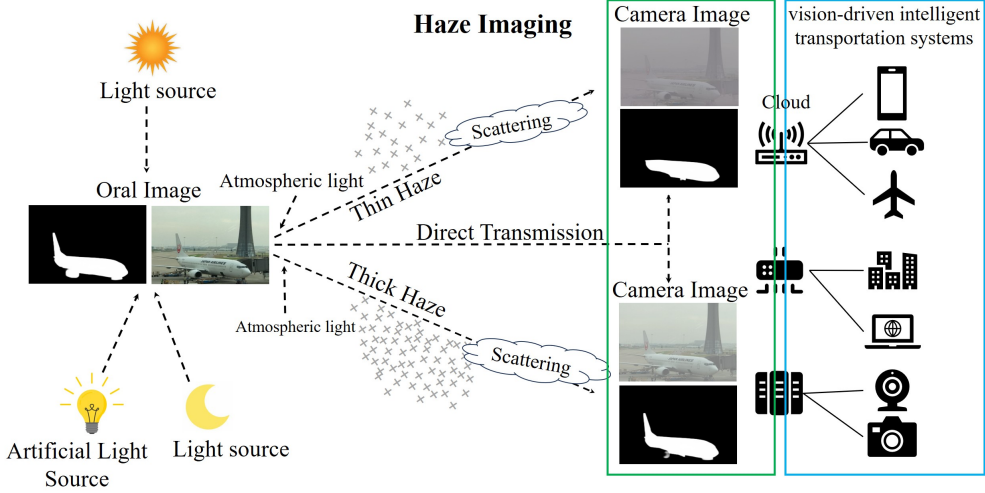 Haze Imaging
Camera Image
vision-driven intelligent
transportation systems
Light source
Cloud
Scattering
Oral Image
Atmospheric light
Thin Haze
Direct Transmission
Thick Haze
Camera Image
Atmospheric light
Scattering
Artificial Light
Source
Light source